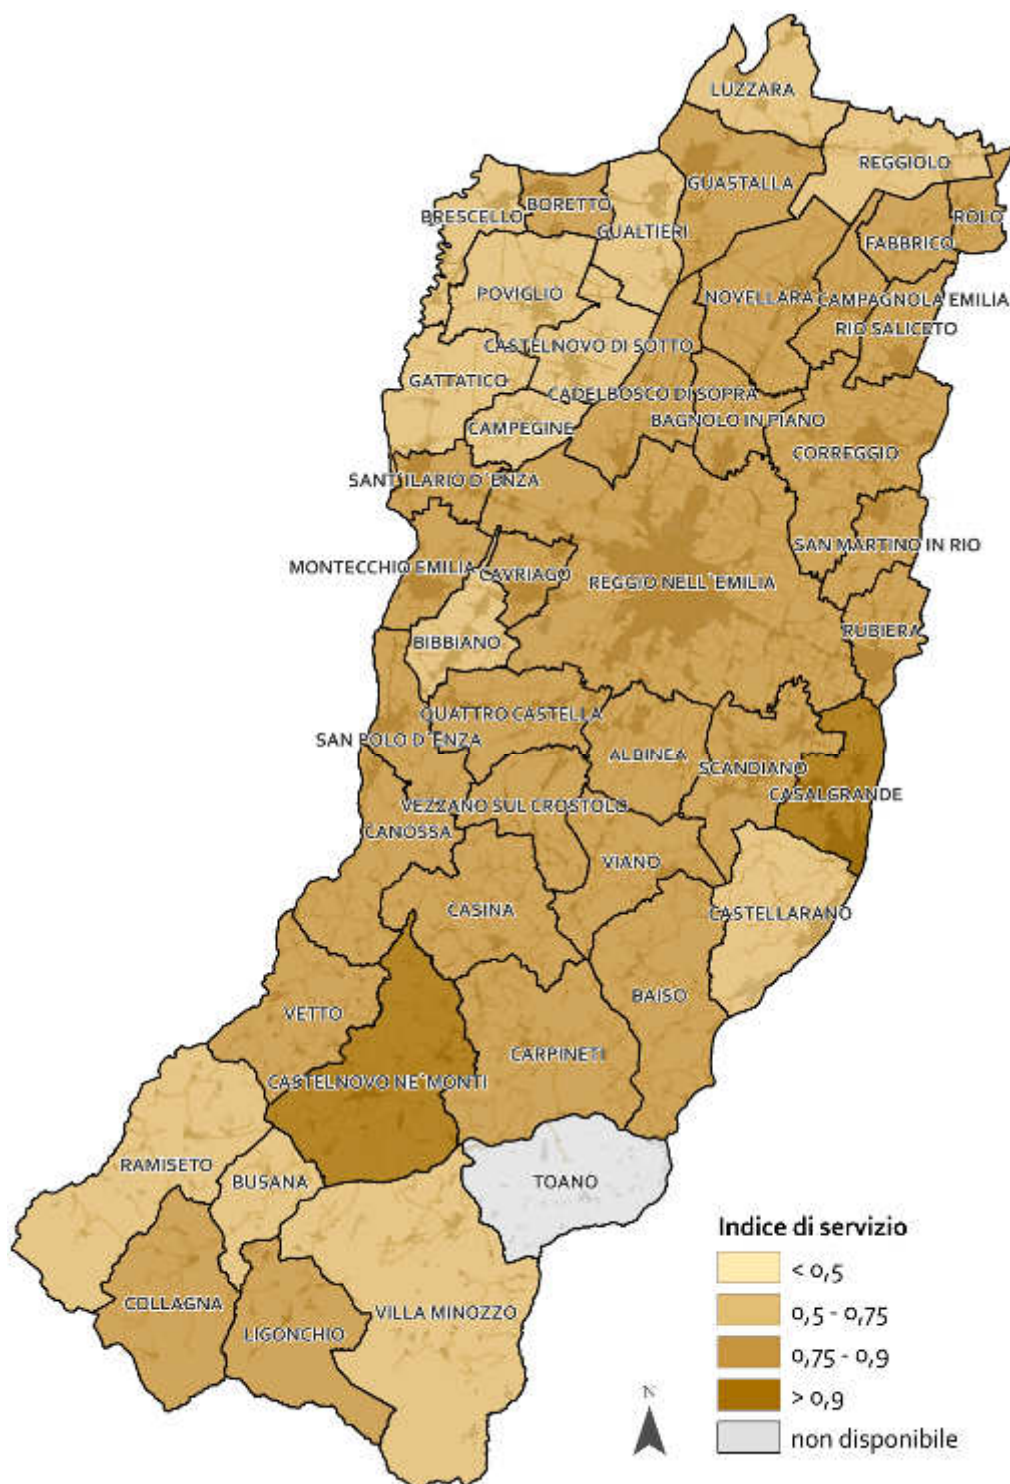 LUZZARA
REGGIOLO
GUASTALLA
BORETTO
BRESCELLO
GUALTIERI
ROLO
FABBRICO
POVIGLIO
NOVELLARA
CAMPAGNOLA EMILIA
RIO SALICETO
CASTELNOVO DI SOTTO
GATTATICO
CADELBOSCO DI SOPRA
BAGNOLO IN PIANO
CAMPEGINE
CORREGGIO
SANT´ILARIO D´ENZA
SAN MARTINO IN RIO
MONTECCHIO EMILIA
CAVRIAGO
REGGIO NELL´EMILIA
RUBIERA
BIBBIANO
QUATTRO CASTELLA
SAN POLO D´ENZA
ALBINEA
SCANDIANO
CASALGRANDE
VEZZANO SUL CROSTOLO
CANOSSA
VIANO
CASINA
CASTELLARANO
BAISO
VETTO
CARPINETI
CASTELNOVO NE´MONTI
RAMISETO
BUSANA
TOANO
COLLAGNA
VILLA MINOZZO
LIGONCHIO
Indice di servizio
< 0,5
0,5 - 0,75
0,75 - 0,9
> 0,9
non disponibile
N